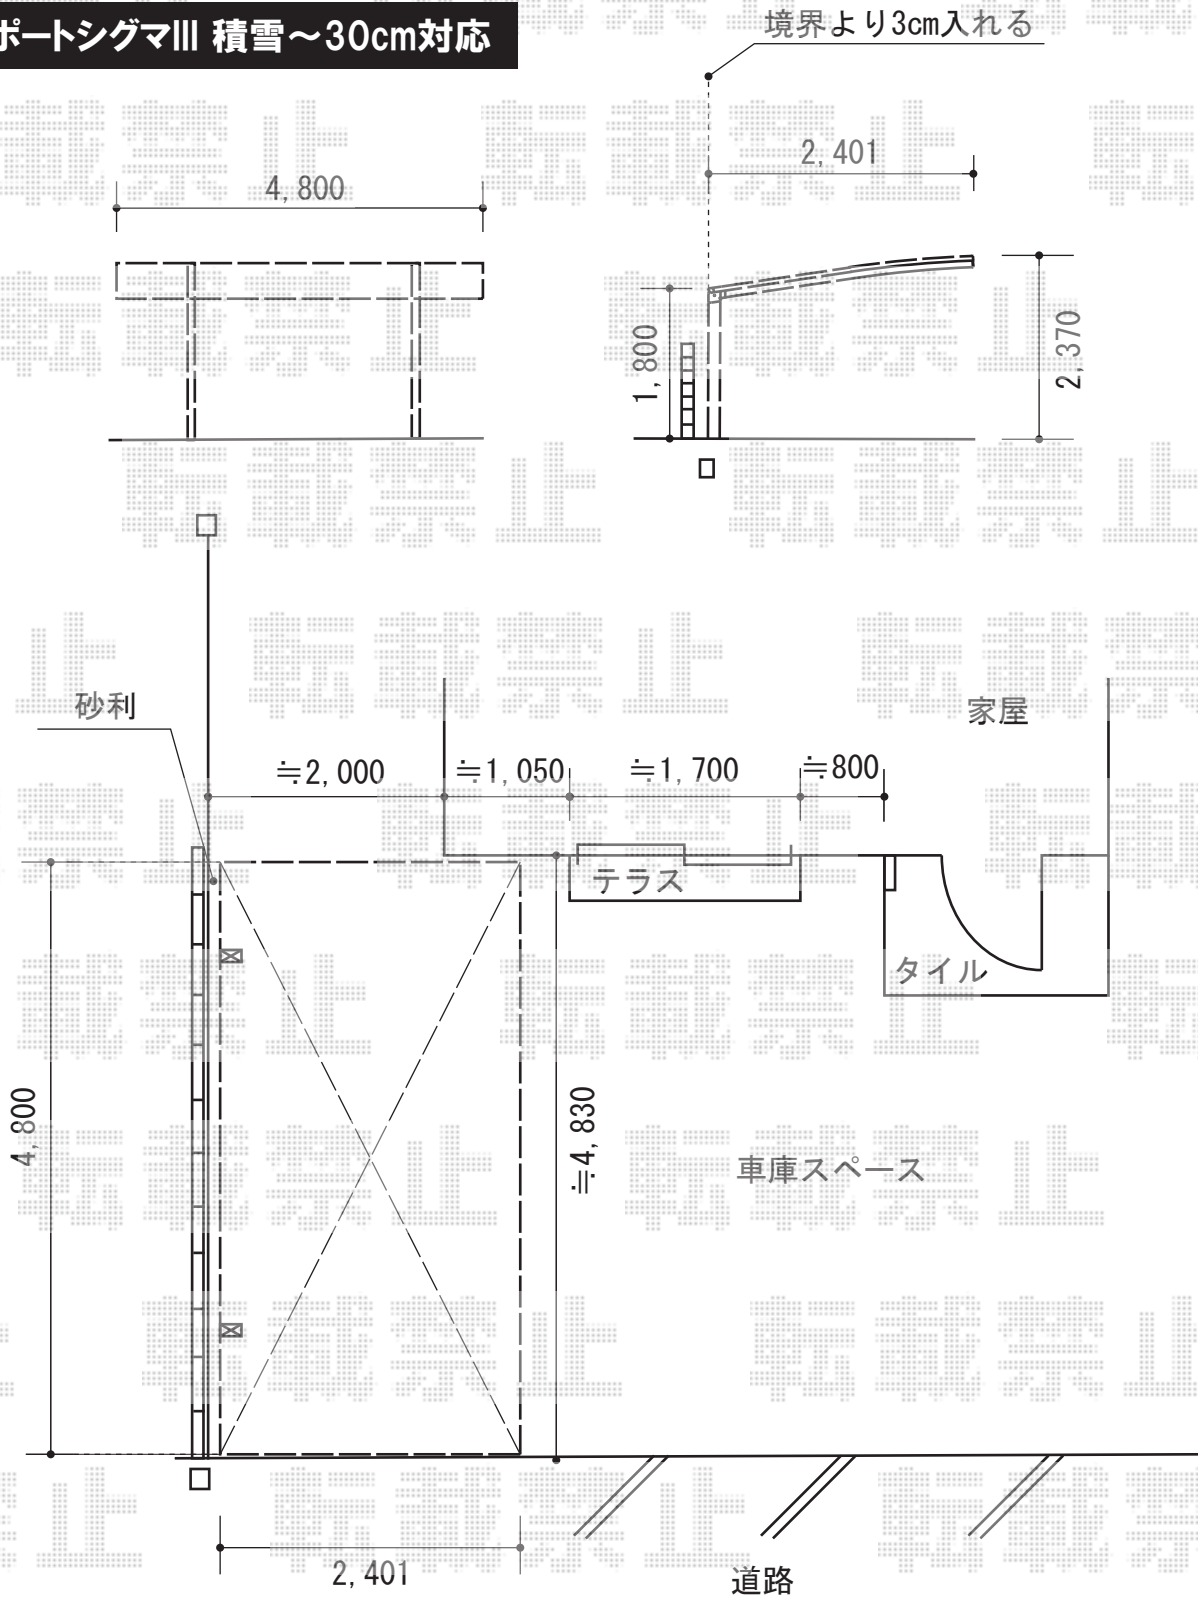 ポートシグマIII 積雪～30cm対応
境界より3cm入れる
2,401
4,800
1,800
2,370
砂利
家屋
≒2,000
≒1,050
≒1,700
≒800
テラス
タイル
4,800
≒4,830
車庫スペース
2,401
道路
転載禁止